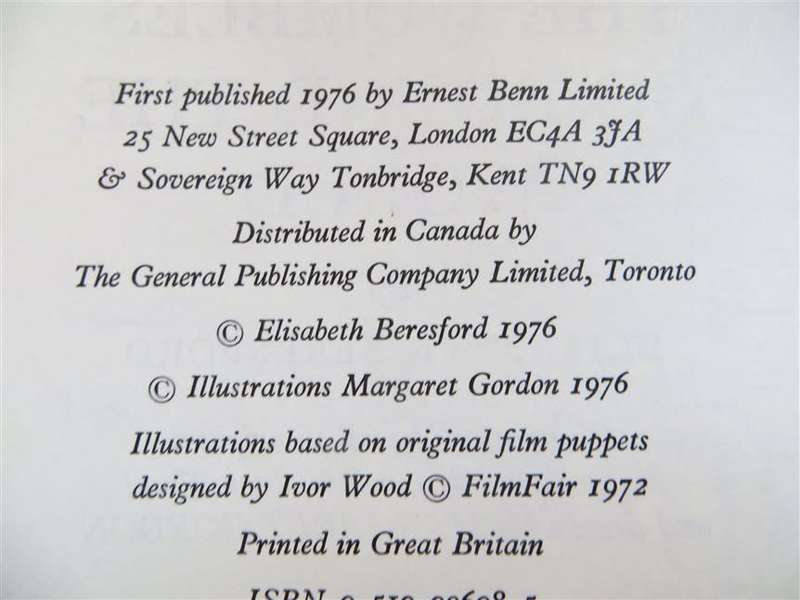 First published 1976 by Ernest Benn Limited
25 New Street Square, London EC4A 3JA
& Sovereign Way Tonbridge, Kent TN9 1RW
Distributed in Canada by
The General Publishing Company Limited, Toronto
© Elisabeth Beresford 1976
© Illustrations Margaret Gordon 1976
Illustrations based on original film puppets
designed by Ivor Wood © FilmFair 1972
Printed in Great Britain
ISBN